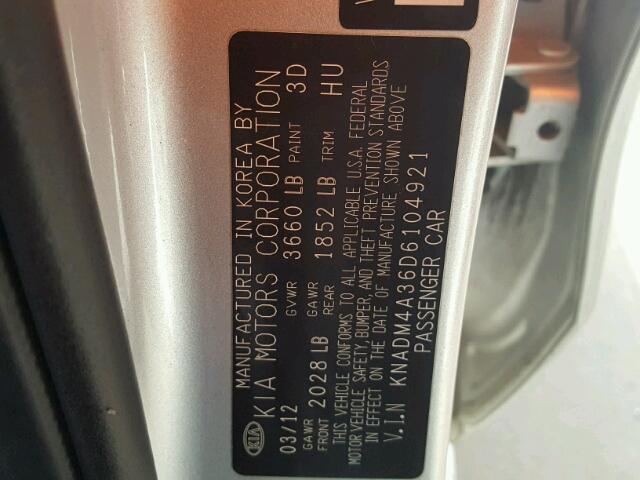 KIA
MANUFACTURED IN KOREA BY
KIA MOTORS CORPORATION
03/12 GVWR 3660 LB PAINT 3D
GAWR FRONT 2028 LB GAWR REAR 1852 LB TRIM HU
THIS VEHICLE CONFORMS TO ALL APPLICABLE U.S.A. FEDERAL
MOTOR VEHICLE SAFETY, BUMPER, AND THEFT PREVENTION STANDARDS
IN EFFECT ON THE DATE OF MANUFACTURE SHOWN ABOVE
V.I.N KNADM4A36D6104921
PASSENGER CAR